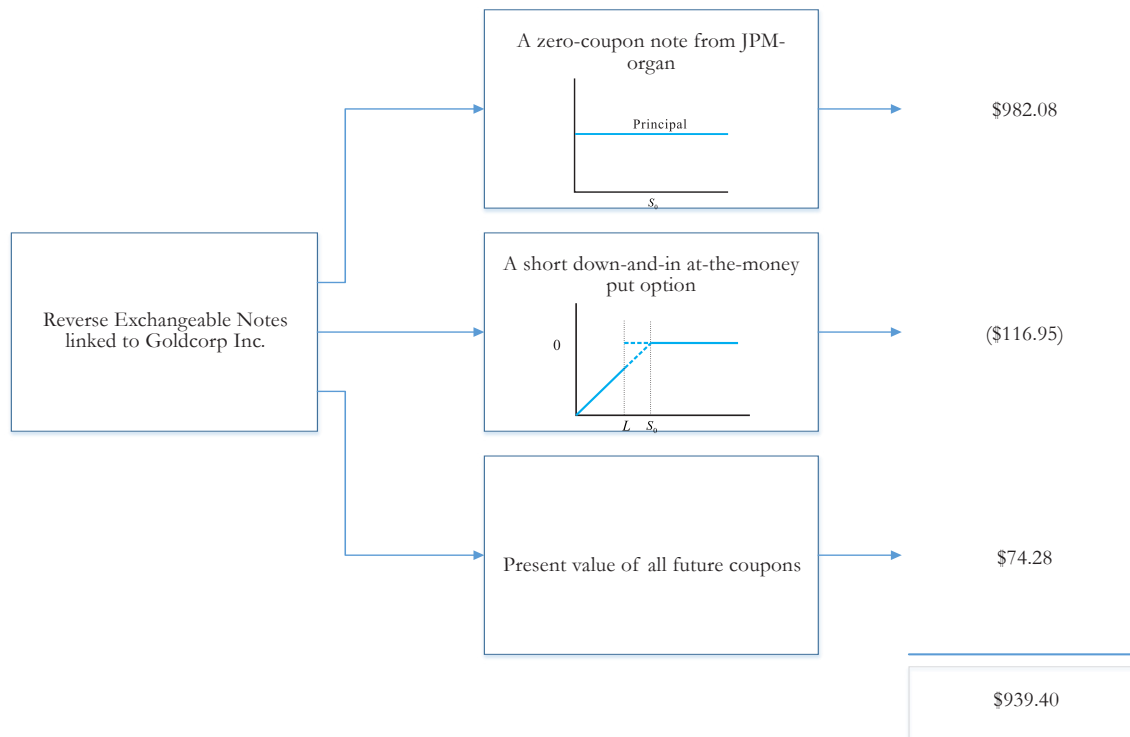 Reverse Exchangeable Notes
linked to Goldcorp Inc.
A zero-coupon note from JPM-
organ
Principal
S₀
$982.08
A short down-and-in at-the-money
put option
0
L S₀
($116.95)
Present value of all future coupons
$74.28
$939.40